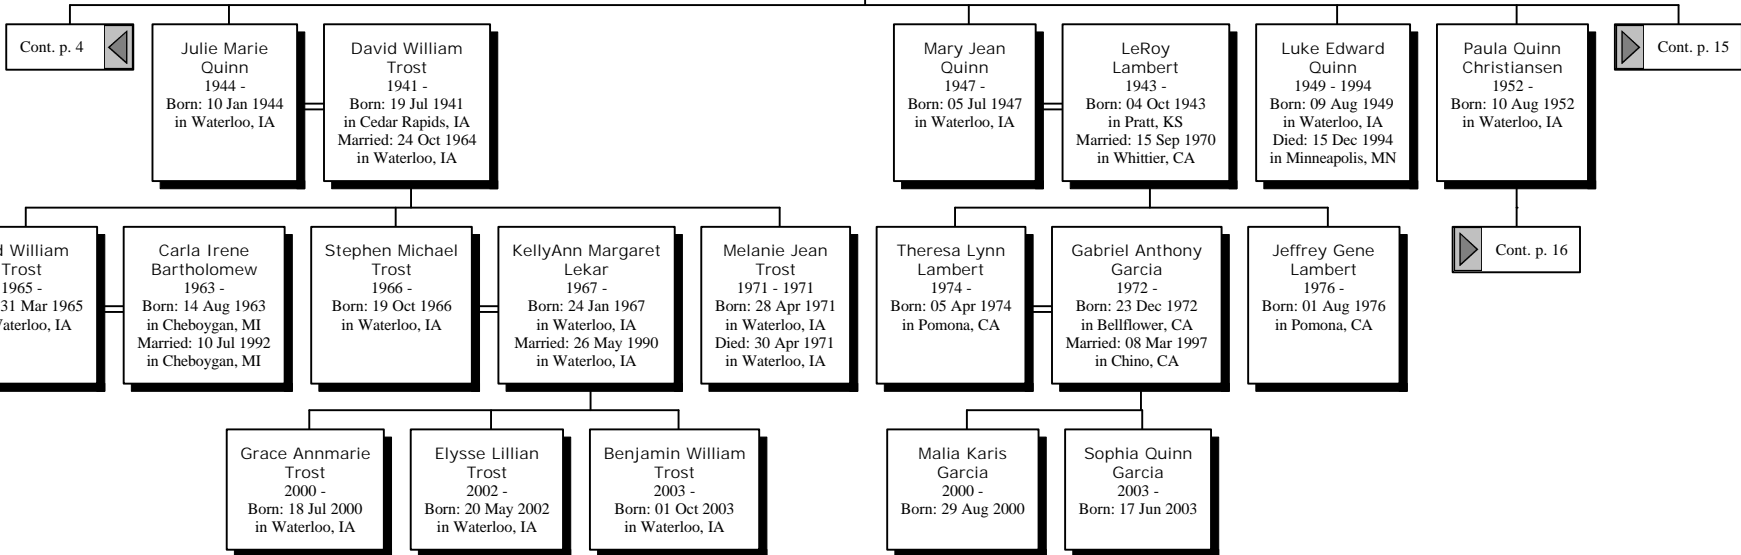 Cont. p. 4
Julie Marie
Quinn
1944 -
Born: 10 Jan 1944
in Waterloo, IA
David William
Trost
1941 -
Born: 19 Jul 1941
in Cedar Rapids, IA
Married: 24 Oct 1964
in Waterloo, IA
Mary Jean
Quinn
1947 -
Born: 05 Jul 1947
in Waterloo, IA
LeRoy
Lambert
1943 -
Born: 04 Oct 1943
in Pratt, KS
Married: 15 Sep 1970
in Whittier, CA
Luke Edward
Quinn
1949 - 1994
Born: 09 Aug 1949
in Waterloo, IA
Died: 15 Dec 1994
in Minneapolis, MN
Paula Quinn
Christiansen
1952 -
Born: 10 Aug 1952
in Waterloo, IA
Cont. p. 15
William
Trost
1965 -
31 Mar 1965
aterloo, IA
Carla Irene
Bartholomew
1963 -
Born: 14 Aug 1963
in Cheboygan, MI
Married: 10 Jul 1992
in Cheboygan, MI
Stephen Michael
Trost
1966 -
Born: 19 Oct 1966
in Waterloo, IA
KellyAnn Margaret
Lekar
1967 -
Born: 24 Jan 1967
in Waterloo, IA
Married: 26 May 1990
in Waterloo, IA
Melanie Jean
Trost
1971 - 1971
Born: 28 Apr 1971
in Waterloo, IA
Died: 30 Apr 1971
in Waterloo, IA
Theresa Lynn
Lambert
1974 -
Born: 05 Apr 1974
in Pomona, CA
Gabriel Anthony
Garcia
1972 -
Born: 23 Dec 1972
in Bellflower, CA
Married: 08 Mar 1997
in Chino, CA
Jeffrey Gene
Lambert
1976 -
Born: 01 Aug 1976
in Pomona, CA
Cont. p. 16
Grace Annmarie
Trost
2000 -
Born: 18 Jul 2000
in Waterloo, IA
Elysse Lillian
Trost
2002 -
Born: 20 May 2002
in Waterloo, IA
Benjamin William
Trost
2003 -
Born: 01 Oct 2003
in Waterloo, IA
Malia Karis
Garcia
2000 -
Born: 29 Aug 2000
Sophia Quinn
Garcia
2003 -
Born: 17 Jun 2003